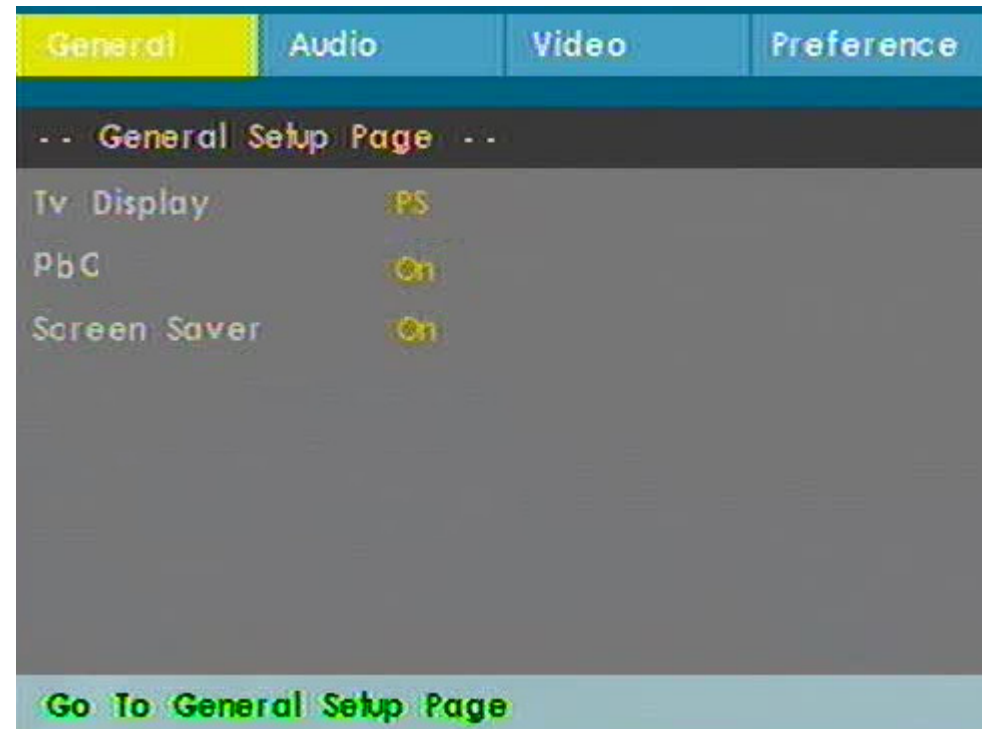 General Audio Video Preference
-- General Setup Page --
Tv Display PS
PbC On
Screen Saver On
Go To General Setup Page